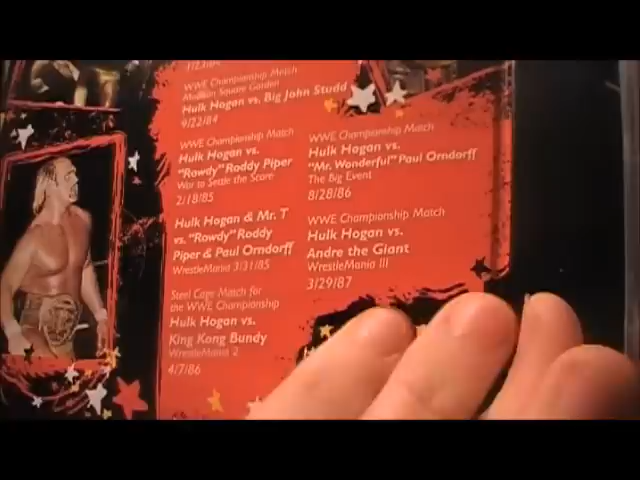 WWE Championship Match
Madison Square Garden
Hulk Hogan vs. Big John Studd
9/22/84
WWE Championship Match
Hulk Hogan vs.
"Rowdy" Roddy Piper
War to Settle the Score
2/18/85
Hulk Hogan & Mr. T
vs. "Rowdy" Roddy
Piper & Paul Orndorff
WrestleMania 3/31/85
Steel Cage Match for
the WWE Championship
Hulk Hogan vs.
King Kong Bundy
WrestleMania 2
4/7/86
WWE Championship Match
Hulk Hogan vs.
"Mr. Wonderful" Paul Orndorff
The Big Event
8/28/86
WWE Championship Match
Hulk Hogan vs.
Andre the Giant
WrestleMania III
3/29/87